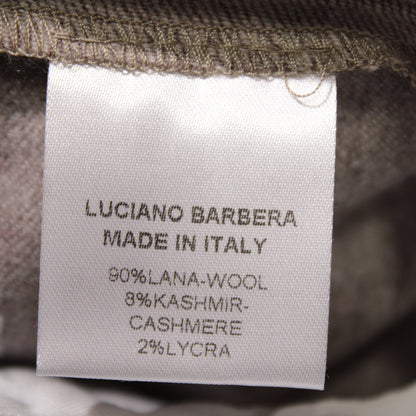 LUCIANO BARBERA
MADE IN ITALY
90%LANA-WOOL
8%KASHMIR-
CASHMERE
2%LYCRA